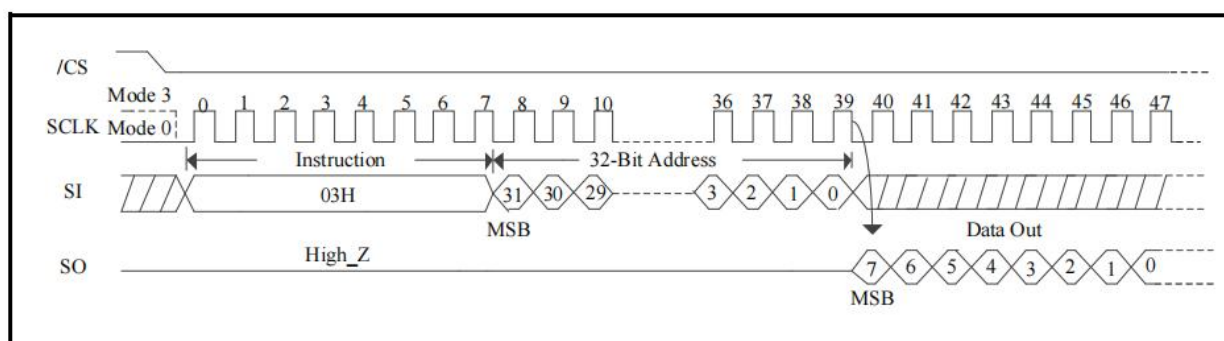 /CS
Mode 3
0 1 2 3 4 5 6 7 8 9 10 36 37 38 39 40 41 42 43 44 45 46 47
SCLK Mode 0
Instruction 32-Bit Address
SI 03H 31 30 29 3 2 1 0
MSB Data Out
High_Z
SO 7 6 5 4 3 2 1 0
MSB